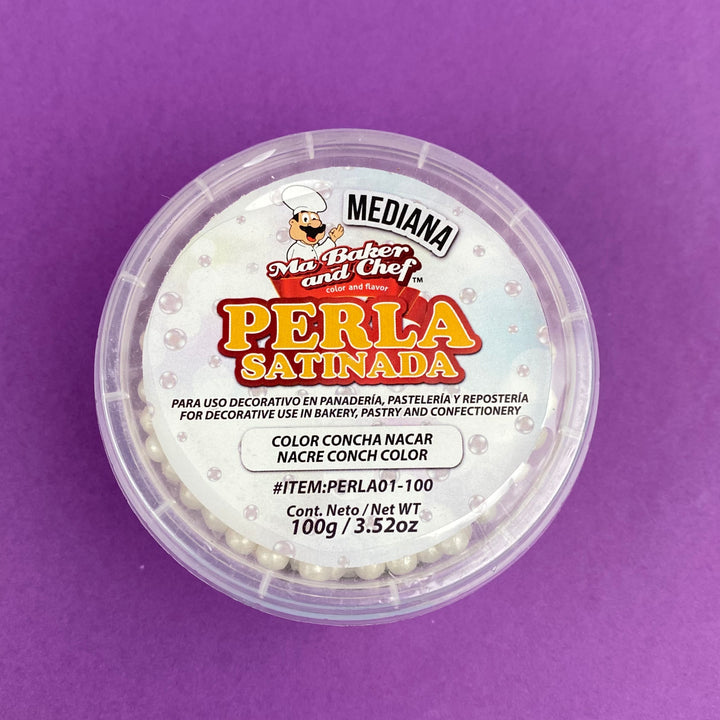 MEDIANA
Ma Baker
and Chef™
color and flavor
PERLA
SATINADA
PARA USO DECORATIVO EN PANADERÍA, PASTELERÍA Y REPOSTERÍA
FOR DECORATIVE USE IN BAKERY, PASTRY AND CONFECTIONERY
COLOR CONCHA NACAR
NACRE CONCH COLOR
#ITEM:PERLA01-100
Cont. Neto / Net WT
100g / 3.52oz